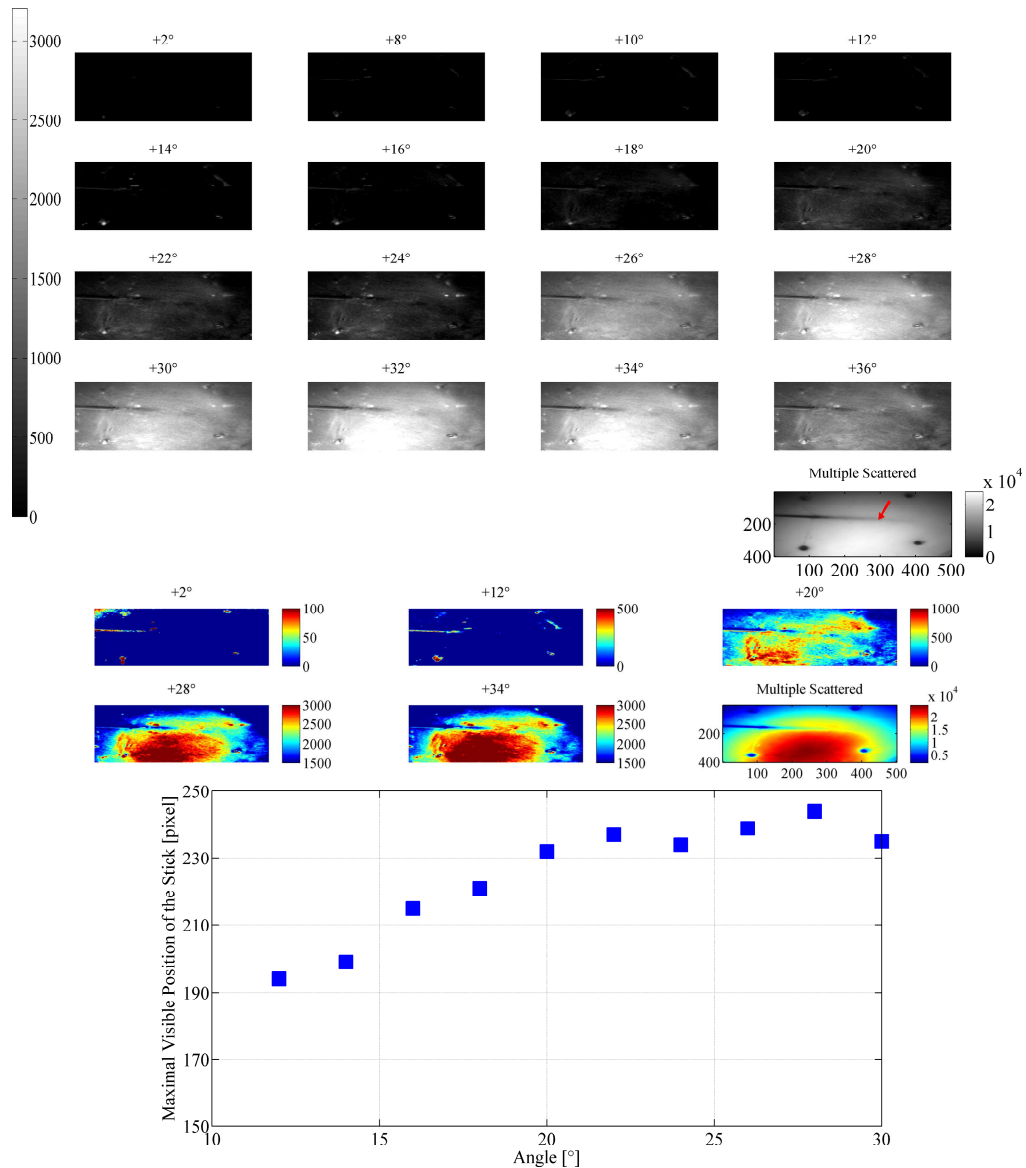 3000
2500
2000
1500
1000
500
0
+2° +8° +10° +12°
+14° +16° +18° +20°
+22° +24° +26° +28°
+30° +32° +34° +36°
Multiple Scattered
x 10⁴
2
1
0
200
400
100 200 300 400 500
+2° +12° +20°
100
50
0
500
0
1000
500
0
+28° +34° Multiple Scattered
3000
2500
2000
1500
3000
2500
2000
1500
x 10⁴
2
1.5
1
0.5
200
400
100 200 300 400 500
Maximal Visible Position of the Stick [pixel]
250
230
210
190
170
150
10 15 20 25 30
Angle [°]